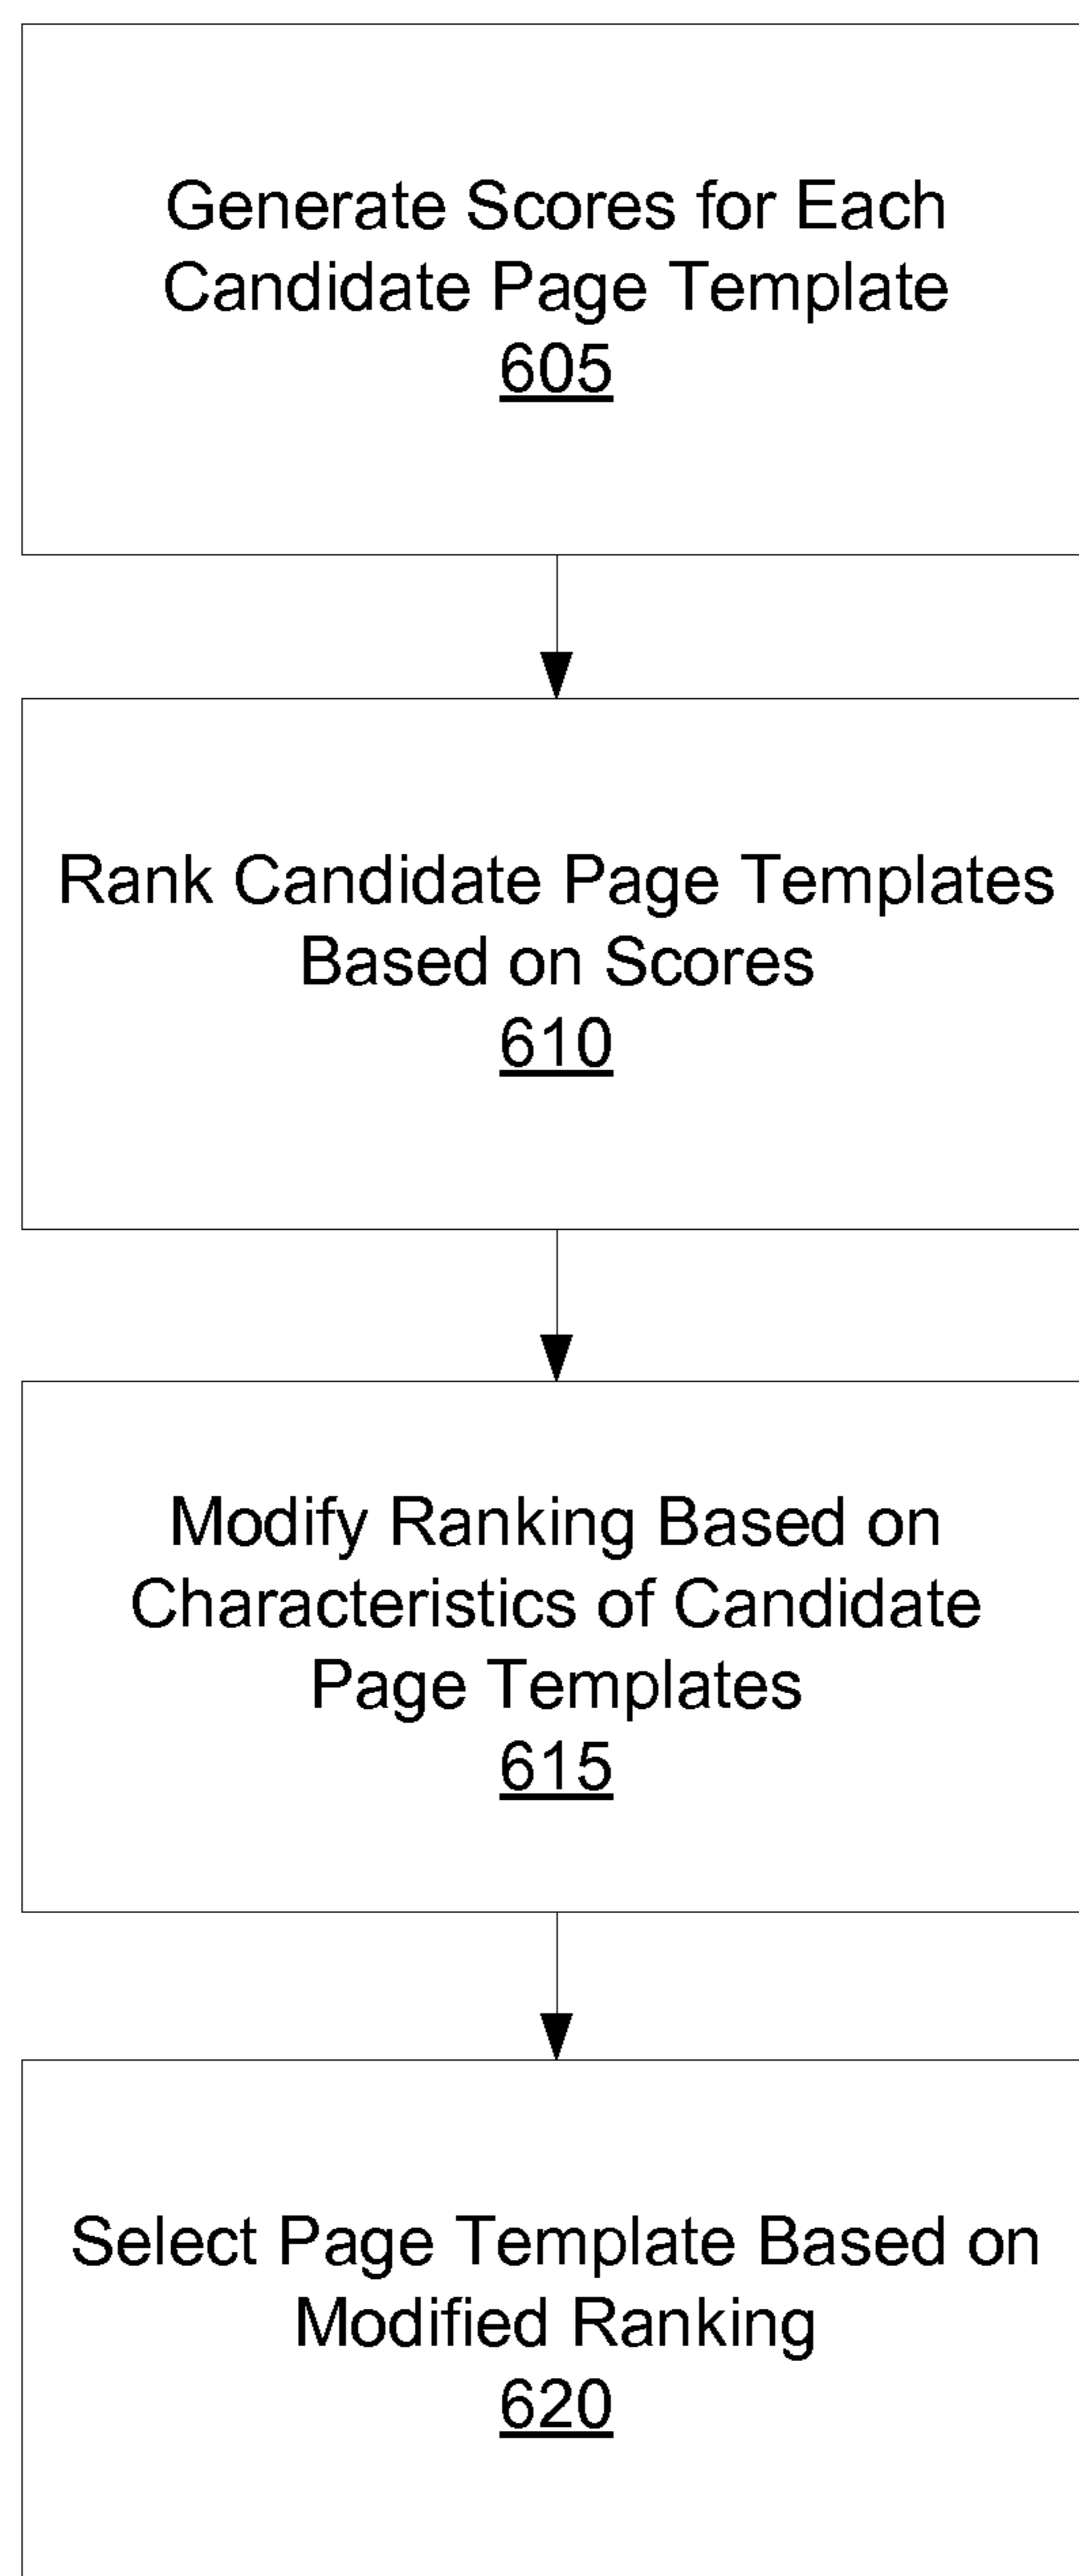 Generate Scores for Each
Candidate Page Template
605
Rank Candidate Page Templates
Based on Scores
610
Modify Ranking Based on
Characteristics of Candidate
Page Templates
615
Select Page Template Based on
Modified Ranking
620